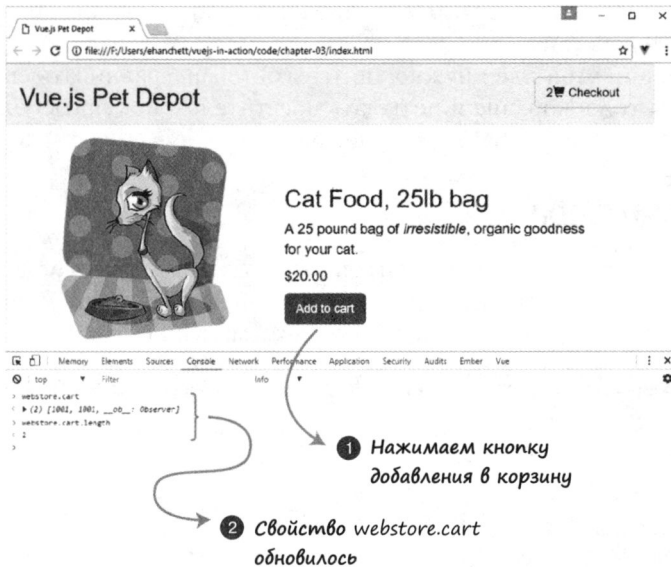 Vue.js Pet Depot x
file:///F:/Users/ehanchett/vuejs-in-action/code/chapter-03/index.html
Vue.js Pet Depot
2 Checkout
Cat Food, 25lb bag
A 25 pound bag of irresistible, organic goodness
for your cat.
$20.00
Add to cart
Memory Elements Sources Console Network Performance Application Security Audits Ember Vue
top Filter Info
webstore.cart
(2) [1001, 1001, __ob__: Observer]
webstore.cart.length
2
1 Нажимаем кнопку
добавления в корзину
2 Свойство webstore.cart
обновилось